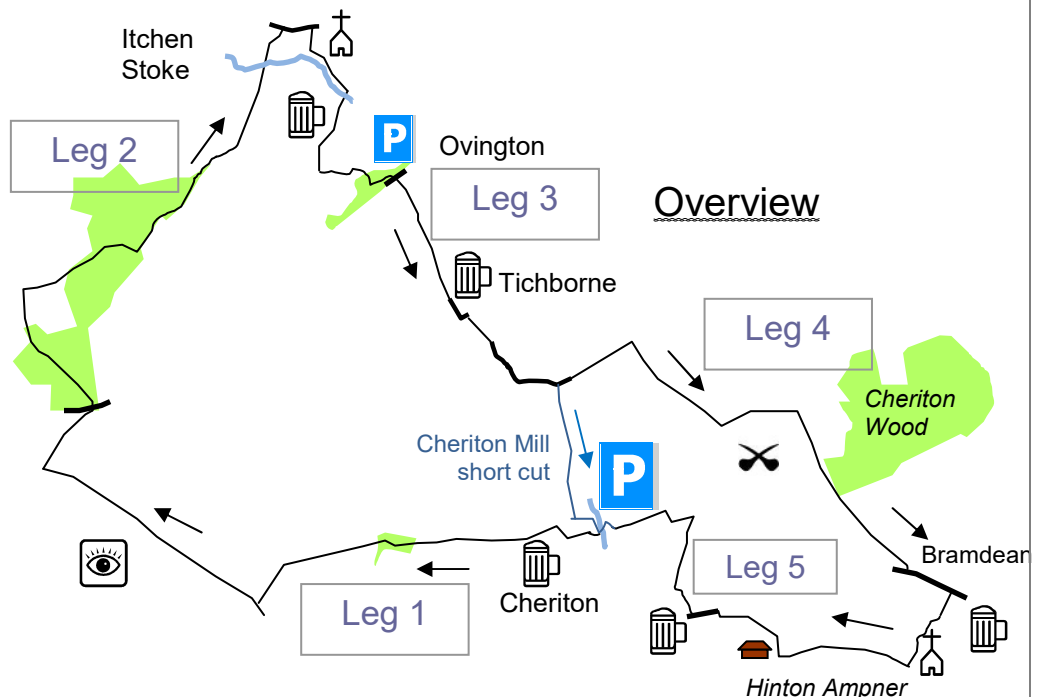 Itchen
Stoke
P
Leg 2
Ovington
Leg 3
Overview
Tichborne
Leg 4
Cheriton
Wood
Cheriton Mill
short cut
P
Bramdean
Leg 5
Cheriton
Leg 1
Hinton Ampner